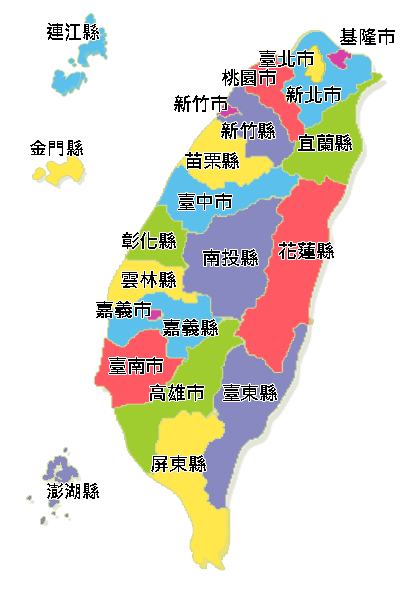 連江縣
基隆市
臺北市
桃園市
新北市
新竹市
新竹縣
宜蘭縣
金門縣
苗栗縣
臺中市
彰化縣
南投縣
花蓮縣
雲林縣
嘉義市
嘉義縣
臺南市
高雄市
臺東縣
屏東縣
澎湖縣